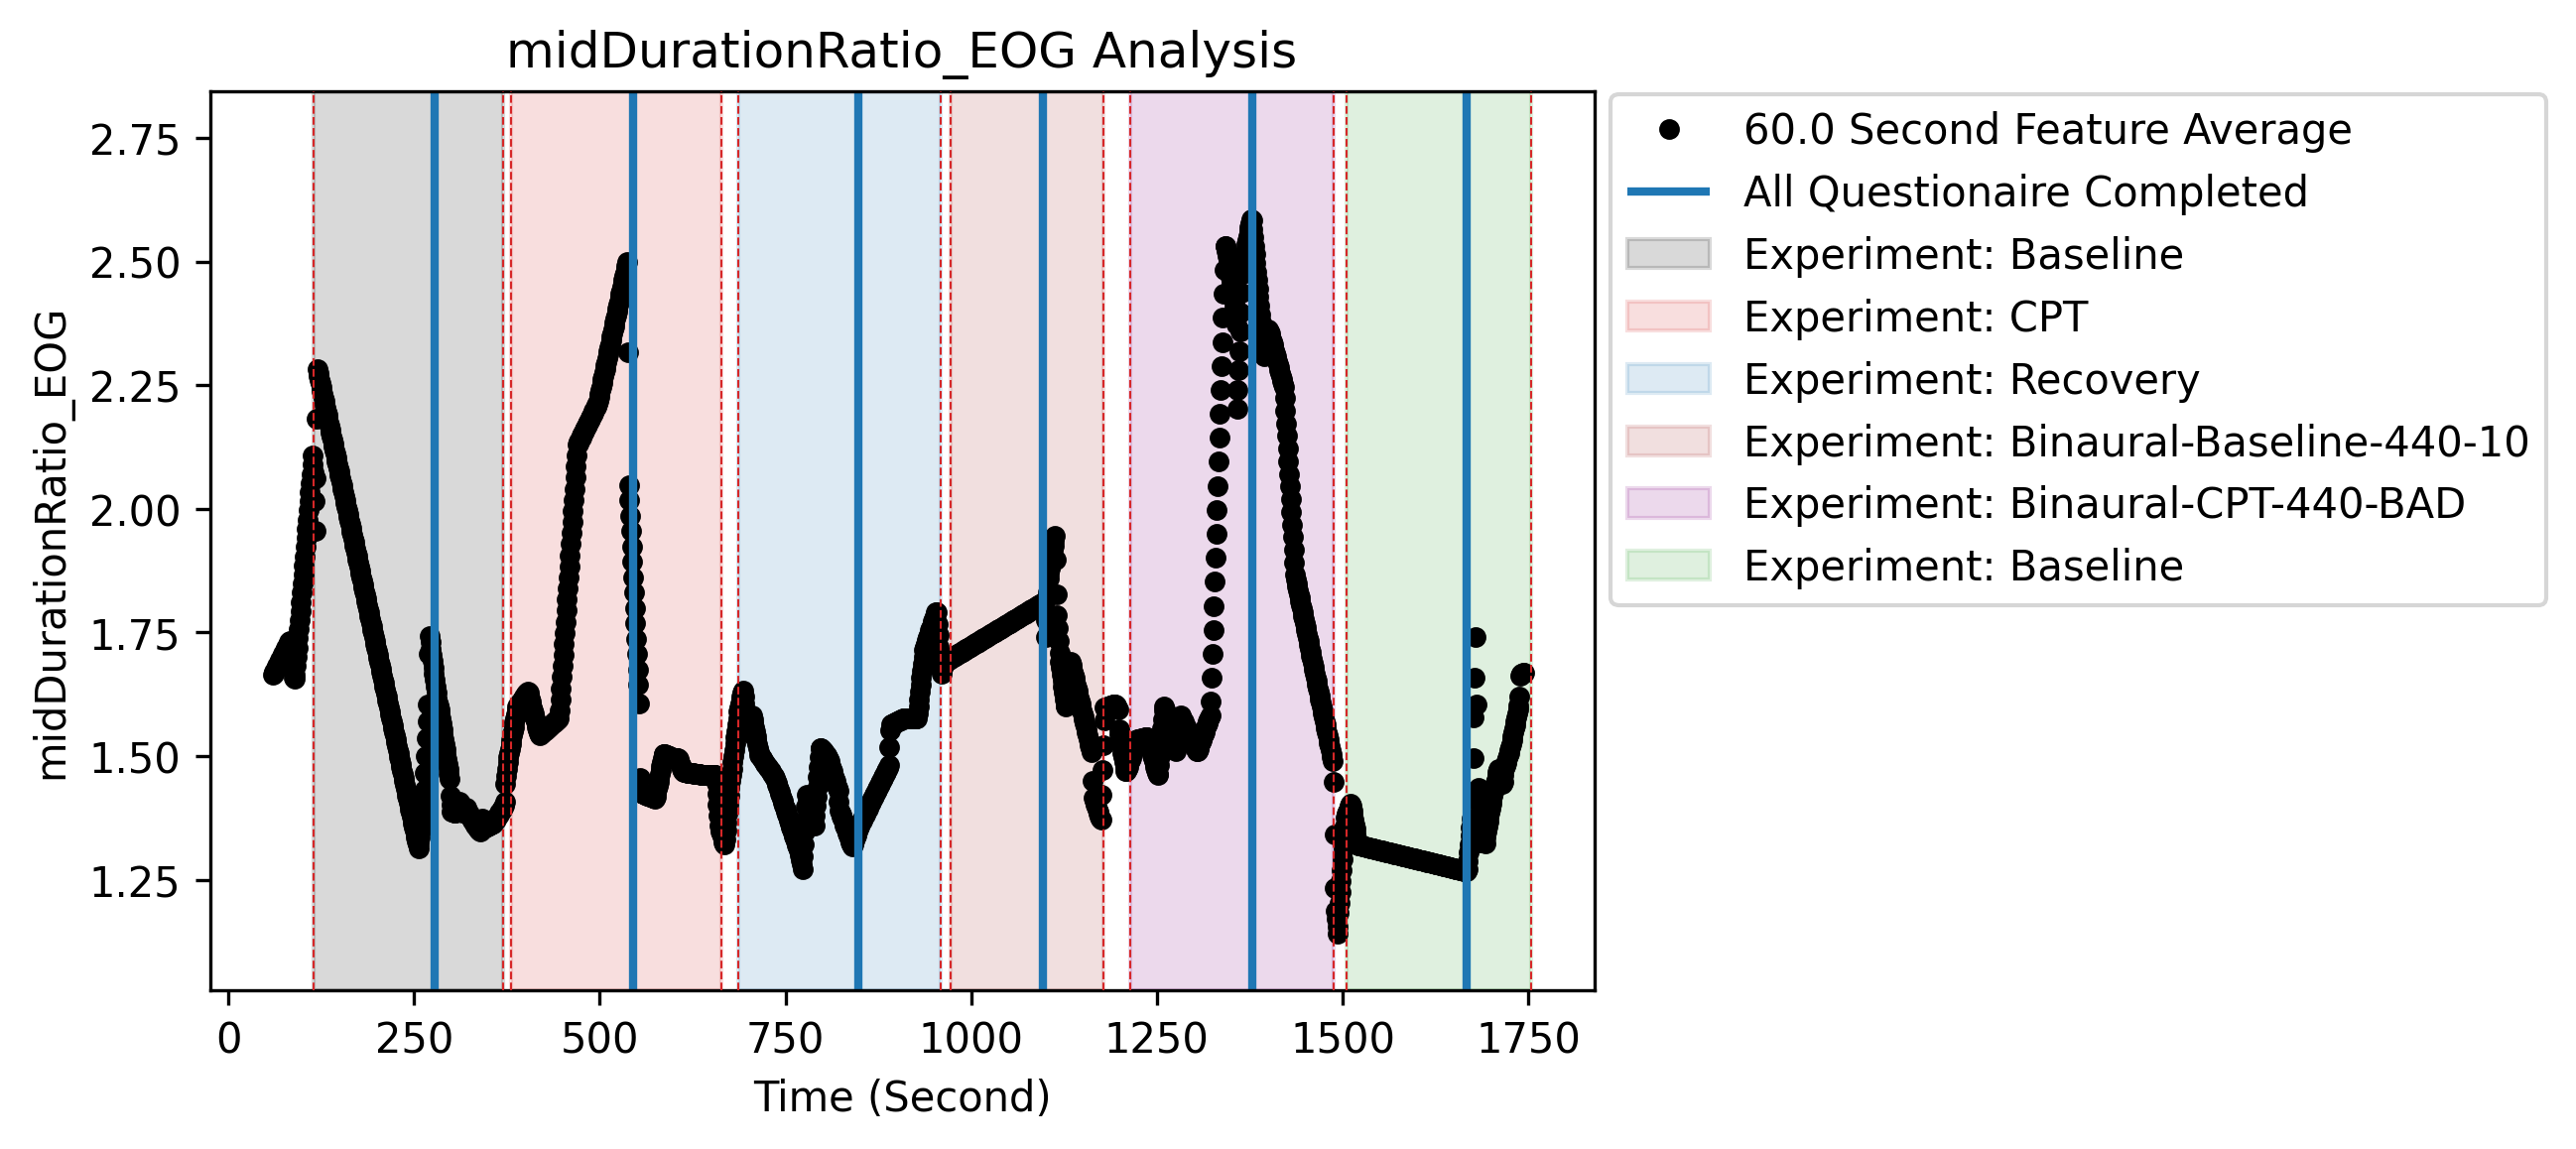 midDurationRatio_EOG Analysis
midDurationRatio_EOG
2.75
2.50
2.25
2.00
1.75
1.50
1.25
0 250 500 750 1000 1250 1500 1750
Time (Second)
60.0 Second Feature Average
All Questionaire Completed
Experiment: Baseline
Experiment: CPT
Experiment: Recovery
Experiment: Binaural-Baseline-440-10
Experiment: Binaural-CPT-440-BAD
Experiment: Baseline